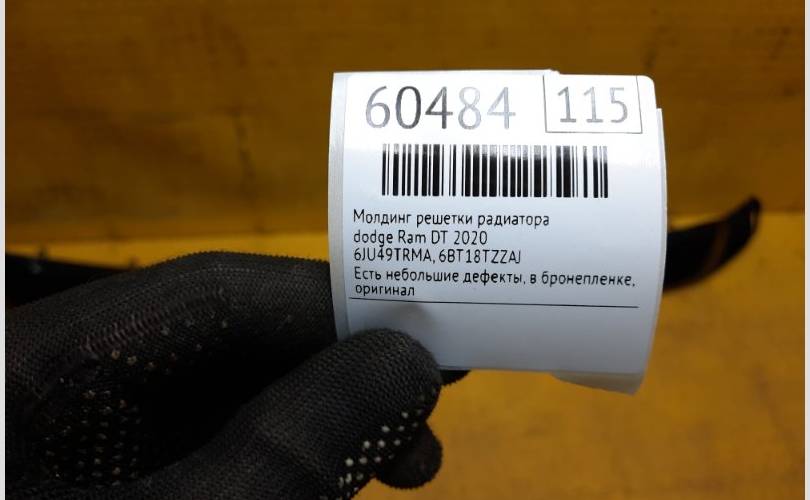 60484 115
Молдинг решетки радиатора
dodge Ram DT 2020
6JU49TRMA, 6BT18TZZAJ
Есть небольшие дефекты, в бронепленке,
оригинал